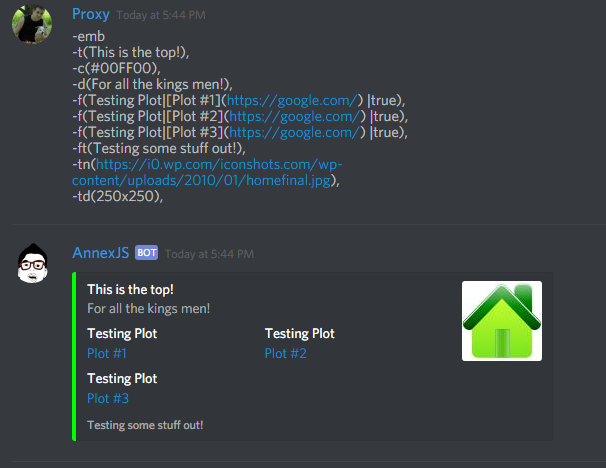 Proxy Today at 5:44 PM
-emb
-t(This is the top!),
-c(#00FF00),
-d(For all the kings men!),
-f(Testing Plot|[Plot #1](https://google.com/) |true),
-f(Testing Plot|[Plot #2](https://google.com/) |true),
-f(Testing Plot|[Plot #3](https://google.com/) |true),
-ft(Testing some stuff out!),
-tn(https://i0.wp.com/iconshots.com/wp-
content/uploads/2010/01/homefinal.jpg),
-td(250x250),
AnnexJS BOT Today at 5:44 PM
This is the top!
For all the kings men!
Testing Plot Testing Plot
Plot #1 Plot #2
Testing Plot
Plot #3
Testing some stuff out!